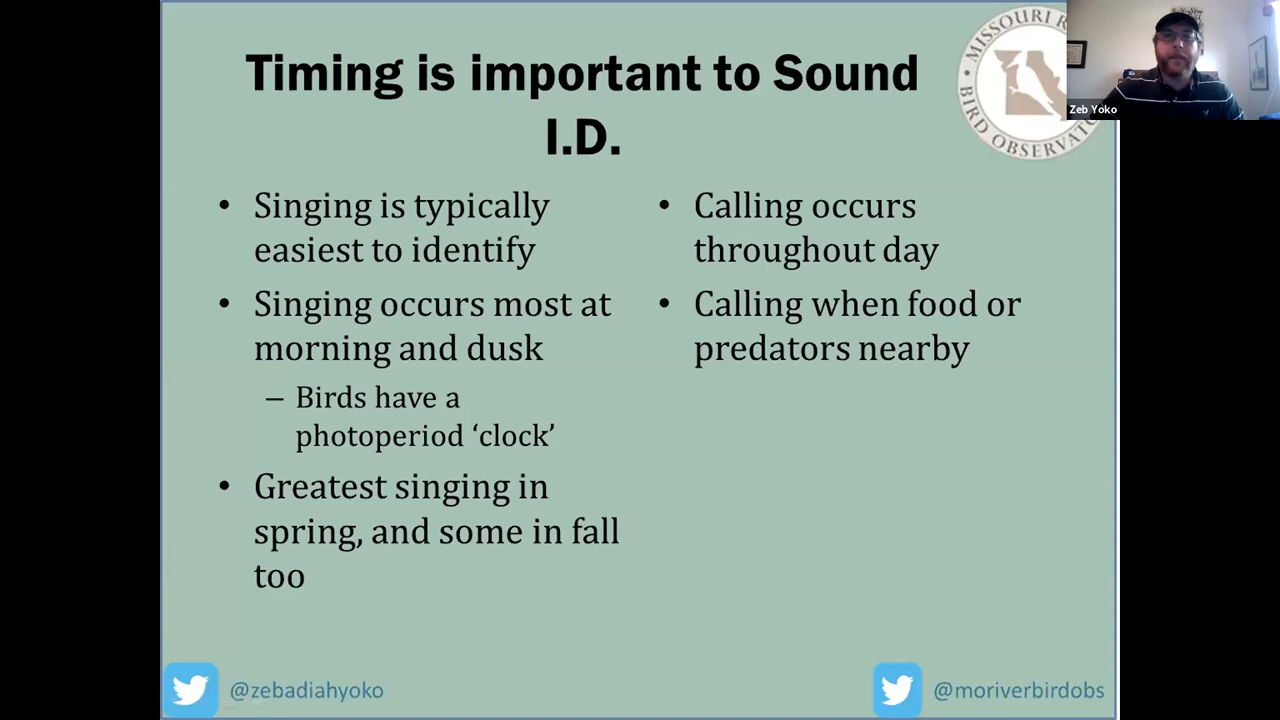 Timing is important to Sound
I.D.
MISSOURI R
BIRD OBSERVATO
Zeb Yoko
• Singing is typically
easiest to identify
• Singing occurs most at
morning and dusk
– Birds have a
photoperiod ‘clock’
• Greatest singing in
spring, and some in fall
too
• Calling occurs
throughout day
• Calling when food or
predators nearby
@zebadiahyoko
@moriverbirdobs